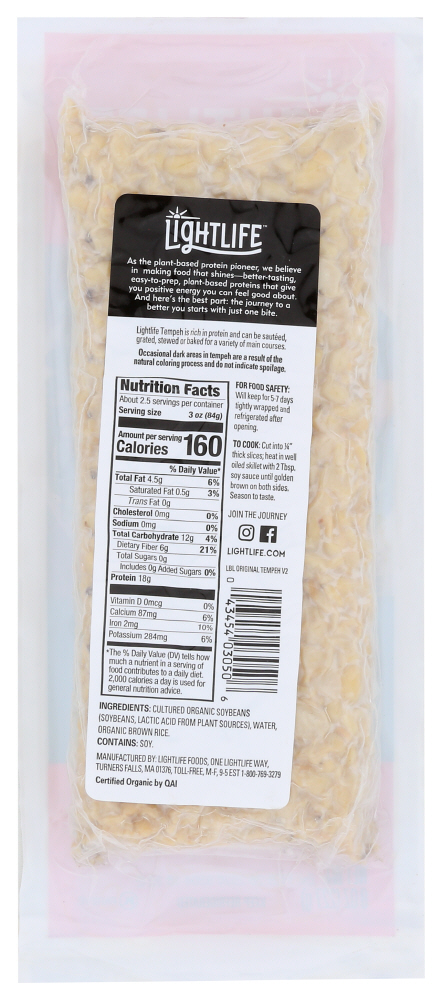 LIGHTLIFE™
As the plant-based protein pioneer, we believe
in making food that shines—better-tasting,
easy-to-prep, plant-based proteins that give
you positive energy you can feel good about.
And here's the best part: the journey to a
better you starts with just one bite.
Lightlife Tempeh is rich in protein and can be sautéed,
grated, stewed or baked for a variety of main courses.
Occasional dark areas in tempeh are a result of the
natural coloring process and do not indicate spoilage.
Nutrition Facts
About 2.5 servings per container
Serving size 3 oz (84g)
Amount per serving
Calories 160
% Daily Value*
Total Fat 4.5g 6%
Saturated Fat 0.5g 3%
Trans Fat 0g
Cholesterol 0mg 0%
Sodium 0mg 0%
Total Carbohydrate 12g 4%
Dietary Fiber 6g 21%
Total Sugars 0g
Includes 0g Added Sugars 0%
Protein 18g
Vitamin D 0mcg 0%
Calcium 87mg 6%
Iron 2mg 10%
Potassium 284mg 6%
*The % Daily Value (DV) tells how
much a nutrient in a serving of
food contributes to a daily diet.
2,000 calories a day is used for
general nutrition advice.
FOR FOOD SAFETY:
Will keep for 5-7 days
tightly wrapped and
refrigerated after
opening.
TO COOK: Cut into ¼"
thick slices; heat in well
oiled skillet with 2 Tbsp.
soy sauce until golden
brown on both sides.
Season to taste.
JOIN THE JOURNEY
LIGHTLIFE.COM
LBL ORIGINAL TEMPEH V2
0 43454 03050 6
INGREDIENTS: CULTURED ORGANIC SOYBEANS
(SOYBEANS, LACTIC ACID FROM PLANT SOURCES), WATER,
ORGANIC BROWN RICE.
CONTAINS: SOY.
MANUFACTURED BY: LIGHTLIFE FOODS, ONE LIGHTLIFE WAY,
TURNERS FALLS, MA 01376, TOLL-FREE, M-F, 9-5 EST 1-800-769-3279
Certified Organic by QAI